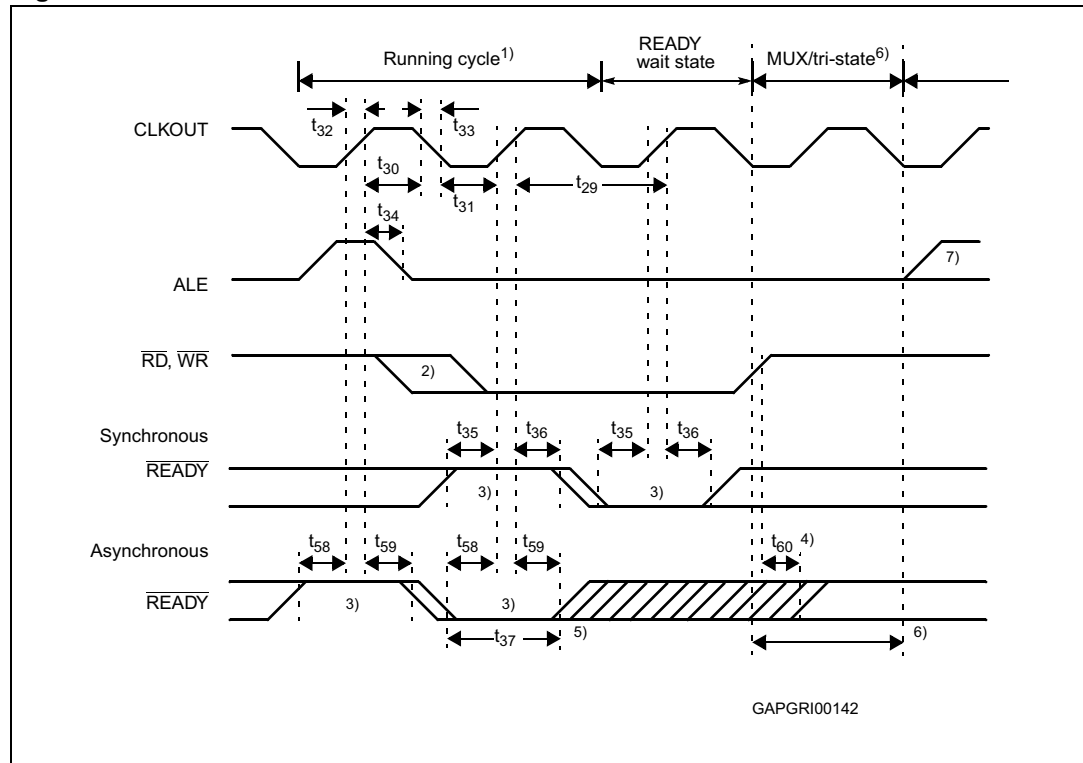 Running cycle1)
READY
wait state
MUX/tri-state6)
CLKOUT
t32
t33
t30
t31
t29
t34
ALE
7)
RD, WR
2)
Synchronous
READY
t35
t36
t35
t36
3)
3)
Asynchronous
READY
t58
t59
t58
t59
t60 4)
3)
3)
t37
5)
6)
GAPGRI00142